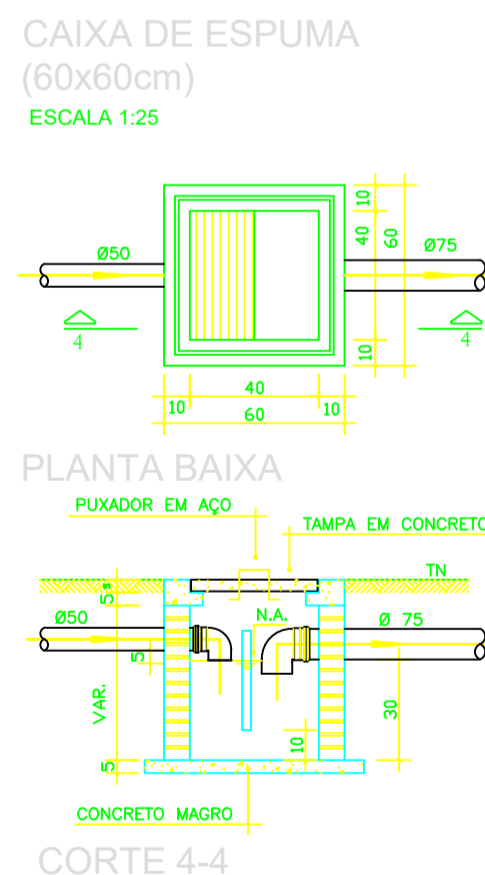 CAIXA DE ESPUMA
(60x60cm)
ESCALA 1:25
Ø50
Ø75
10
40
60
10
4
4
40
10
10
60
PLANTA BAIXA
PUXADOR EM AÇO
TAMPA EM CONCRETO
TN
5
5
Ø50
N.A.
Ø 75
5
VAR.
30
10
5
CONCRETO MAGRO
CORTE 4-4